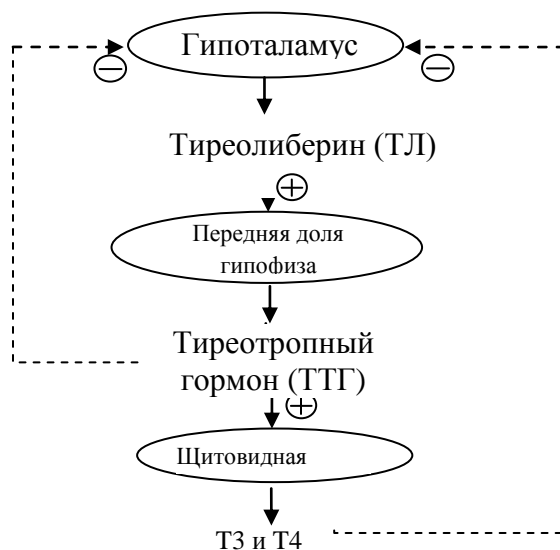 Гипоталамус
Тиреолиберин (ТЛ)
Передняя доля
гипофиза
Тиреотропный
гормон (ТТГ)
Щитовидная
Т3 и Т4